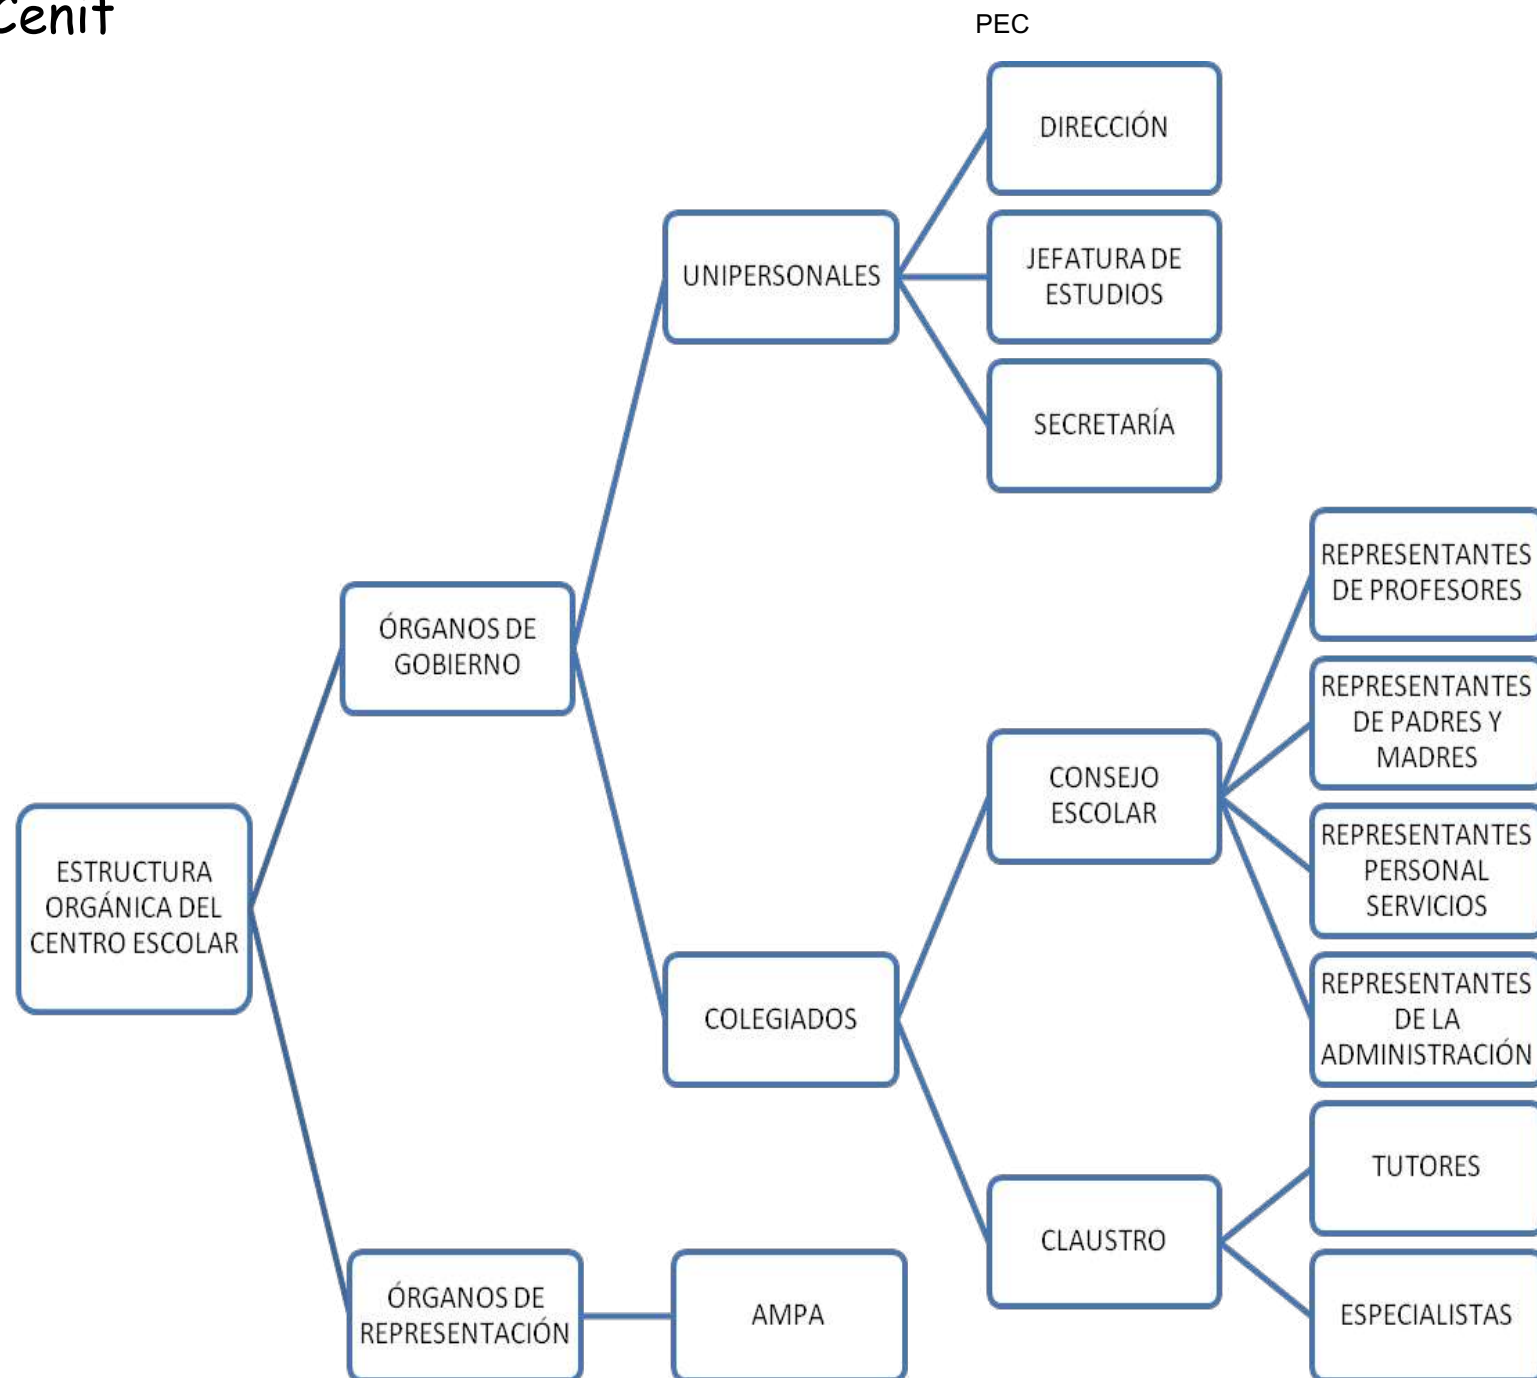 Cenit
PEC
DIRECCIÓN
UNIPERSONALES
JEFATURA DE
ESTUDIOS
SECRETARÍA
ÓRGANOS DE
GOBIERNO
REPRESENTANTES
DE PROFESORES
REPRESENTANTES
DE PADRES Y
MADRES
CONSEJO
ESCOLAR
REPRESENTANTES
PERSONAL
SERVICIOS
ESTRUCTURA
ORGÁNICA DEL
CENTRO ESCOLAR
COLEGIADOS
REPRESENTANTES
DE LA
ADMINISTRACIÓN
CLAUSTRO
TUTORES
ESPECIALISTAS
ÓRGANOS DE
REPRESENTACIÓN
AMPA